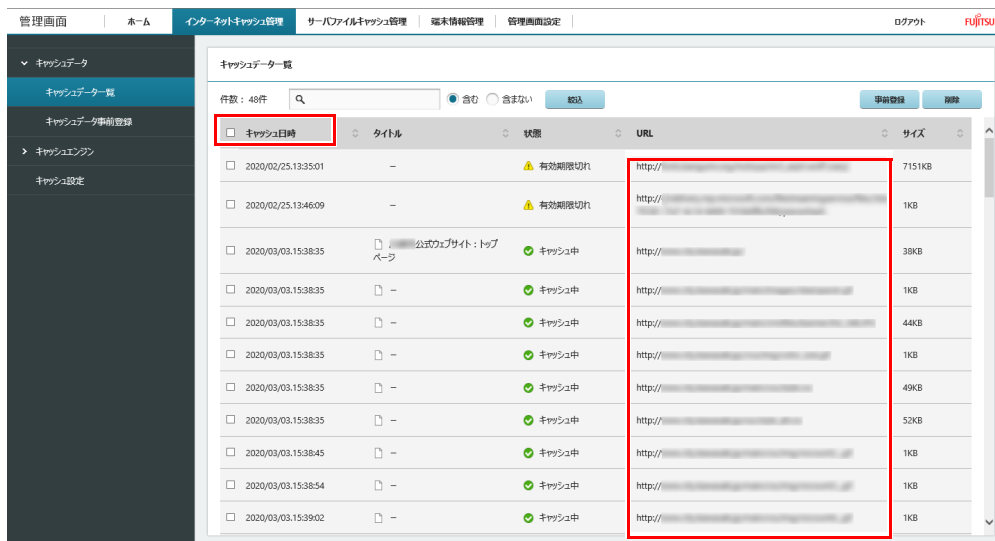 管理画面 ホーム インターネットキャッシュ管理 サーバファイルキャッシュ管理 端末情報管理 管理画面設定 ログアウト FUJITSU
キャッシュデータ
キャッシュデータ一覧
キャッシュデータ事前登録
キャッシュエンジン
キャッシュ設定
キャッシュデータ一覧
件数： 48件 含む 含まない 絞込 事前登録 削除
キャッシュ日時 タイトル 状態 URL サイズ
2020/02/25.13:35:01 － 有効期限切れ http:// 7151KB
2020/02/25.13:46:09 － 有効期限切れ http:// 1KB
2020/03/03.15:38:35 公式ウェブサイト：トップ
ページ キャッシュ中 http:// 38KB
2020/03/03.15:38:35 － キャッシュ中 http:// 1KB
2020/03/03.15:38:35 － キャッシュ中 http:// 44KB
2020/03/03.15:38:35 － キャッシュ中 http:// 1KB
2020/03/03.15:38:35 － キャッシュ中 http:// 49KB
2020/03/03.15:38:35 － キャッシュ中 http:// 52KB
2020/03/03.15:38:45 － キャッシュ中 http:// 1KB
2020/03/03.15:38:54 － キャッシュ中 http:// 1KB
2020/03/03.15:39:02 － キャッシュ中 http:// 1KB